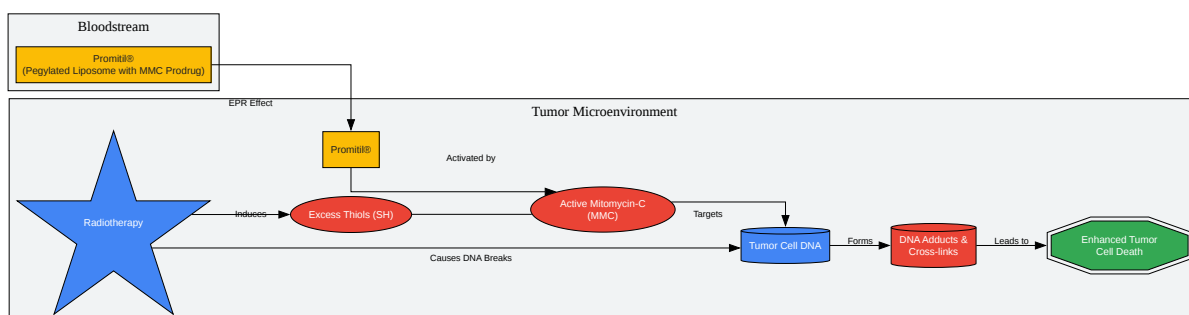 Bloodstream
Promitil®
(Pegylated Liposome with MMC Prodrug)
EPR Effect
Tumor Microenvironment
Promitil®
Activated by
Radiotherapy
Induces
Excess Thiols (SH)
Active Mitomycin-C
(MMC)
Targets
Causes DNA Breaks
Tumor Cell DNA
Forms
DNA Adducts &
Cross-links
Leads to
Enhanced Tumor
Cell Death